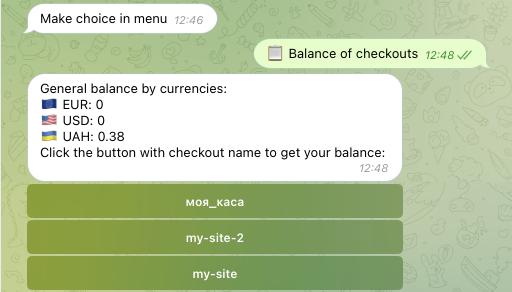 Make choice in menu 12:46
Balance of checkouts 12:48
General balance by currencies:
EUR: 0
USD: 0
UAH: 0.38
Click the button with checkout name to get your balance:
12:48
моя_каса
my-site-2
my-site